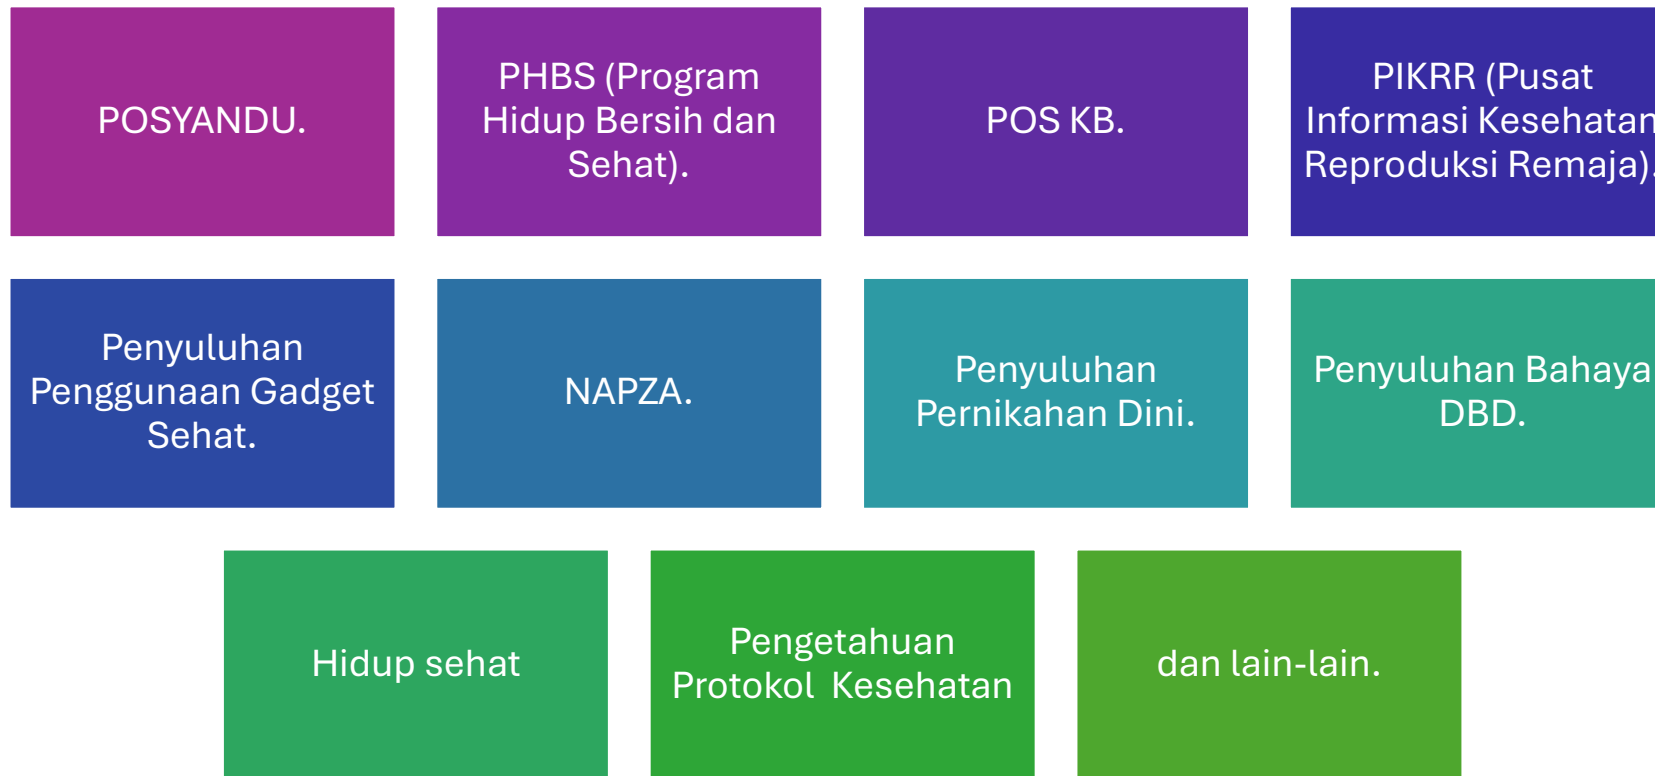 POSYANDU.
PHBS (Program
Hidup Bersih dan
Sehat).
POS KB.
PIKRR (Pusat
Informasi Kesehatan
Reproduksi Remaja).
Penyuluhan
Penggunaan Gadget
Sehat.
NAPZA.
Penyuluhan
Pernikahan Dini.
Penyuluhan Bahaya
DBD.
Hidup sehat
Pengetahuan
Protokol  Kesehatan
dan lain-lain.